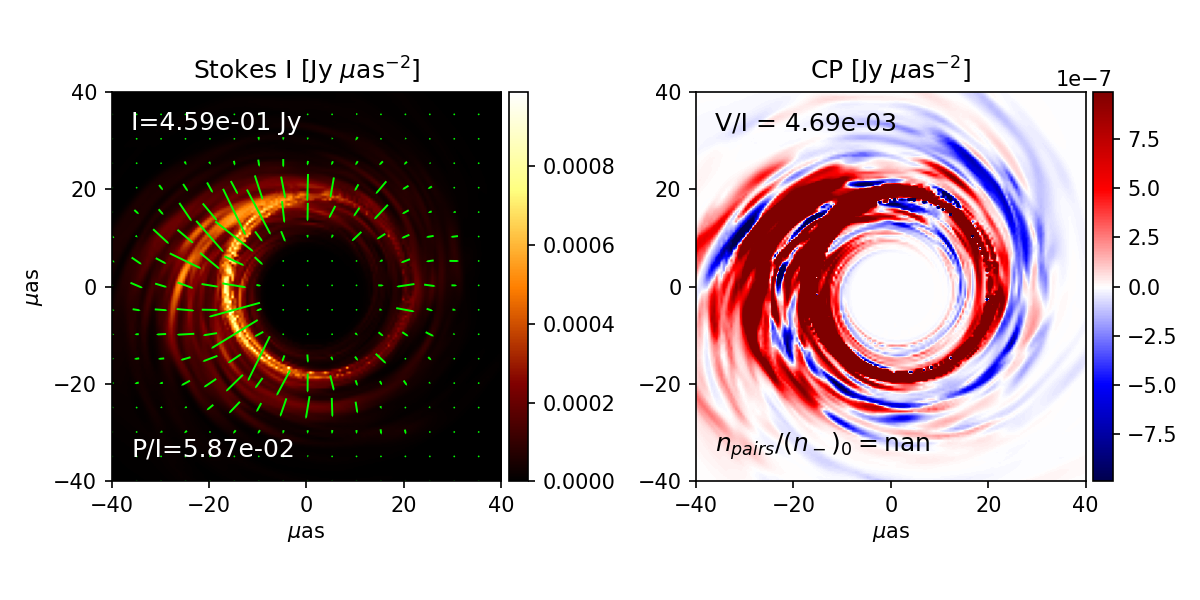 Stokes I [Jy μas⁻²]
I=4.59e-01 Jy
P/I=5.87e-02
40
20
0
−20
−40
μas
−40 −20 0 20 40
μas
0.0008
0.0006
0.0004
0.0002
0.0000
CP [Jy μas⁻²]
1e−7
V/I = 4.69e-03
n_pairs/(n_−)_0 = nan
40
20
0
−20
−40
−40 −20 0 20 40
μas
7.5
5.0
2.5
0.0
−2.5
−5.0
−7.5